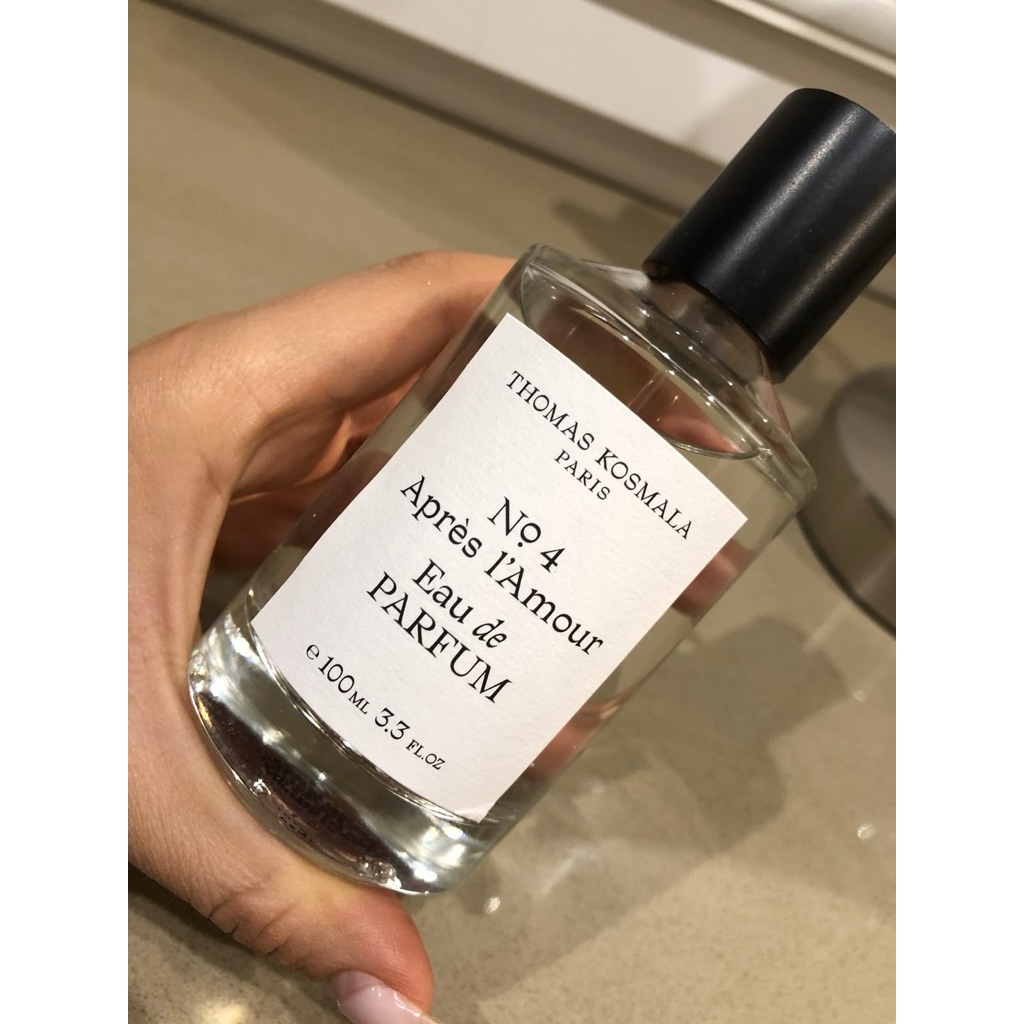 THOMAS KOSMALA
PARIS
Nº 4
Après l'Amour
Eau de
PARFUM
℮ 100 ML 3.3 FL.OZ